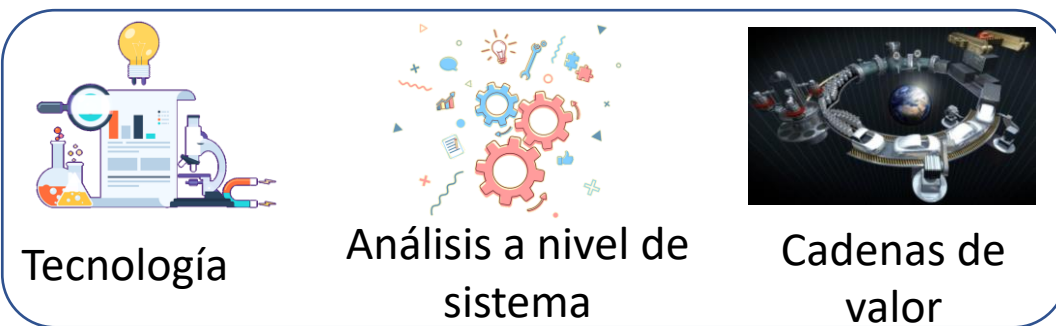 Tecnología
Análisis a nivel de
sistema
Cadenas de
valor